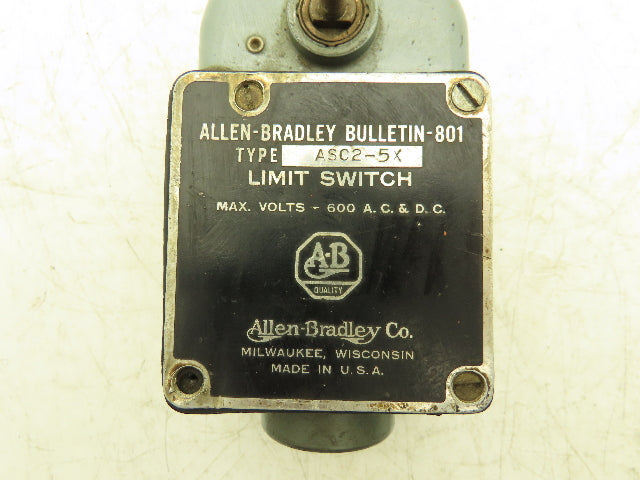 ALLEN-BRADLEY BULLETIN-801
TYPE ASC2-5X
LIMIT SWITCH
MAX. VOLTS - 600 A.C. & D.C.
A-B
QUALITY
Allen-Bradley Co.
MILWAUKEE, WISCONSIN
MADE IN U.S.A.